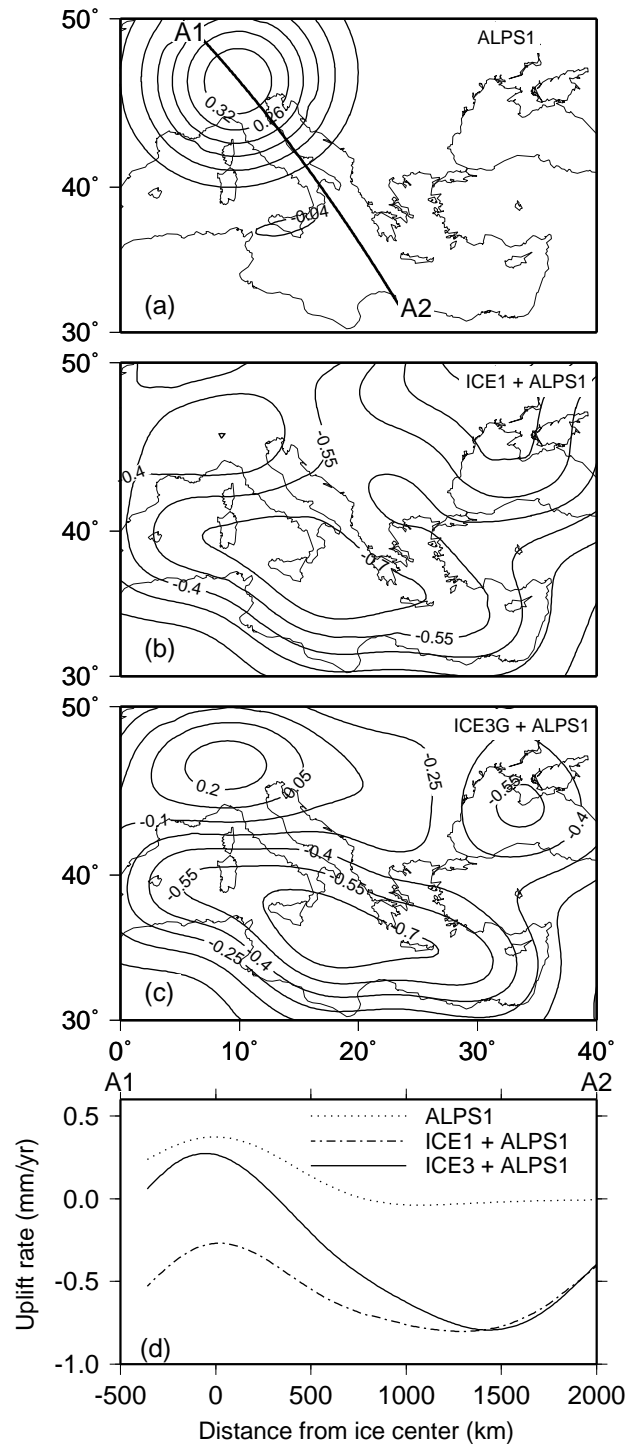 50˚
A1
ALPS1
0.32
0.26
40˚
0.04
(a)
A2
30˚
50˚
ICE1 + ALPS1
-0.55
-0.4
40˚
-0.7
-0.4
-0.55
(b)
30˚
50˚
ICE3G + ALPS1
-0.25
-0.55
0.2
0.05
-0.1
-0.4
-0.4
40˚
-0.55
-0.55
-0.7
-0.25
-0.4
(c)
30˚
0˚ 10˚ 20˚ 30˚ 40˚
A1 A2
0.5
ALPS1
ICE1 + ALPS1
ICE3 + ALPS1
0.0
-0.5
-1.0
Uplift rate (mm/yr)
(d)
-500 0 500 1000 1500 2000
Distance from ice center (km)